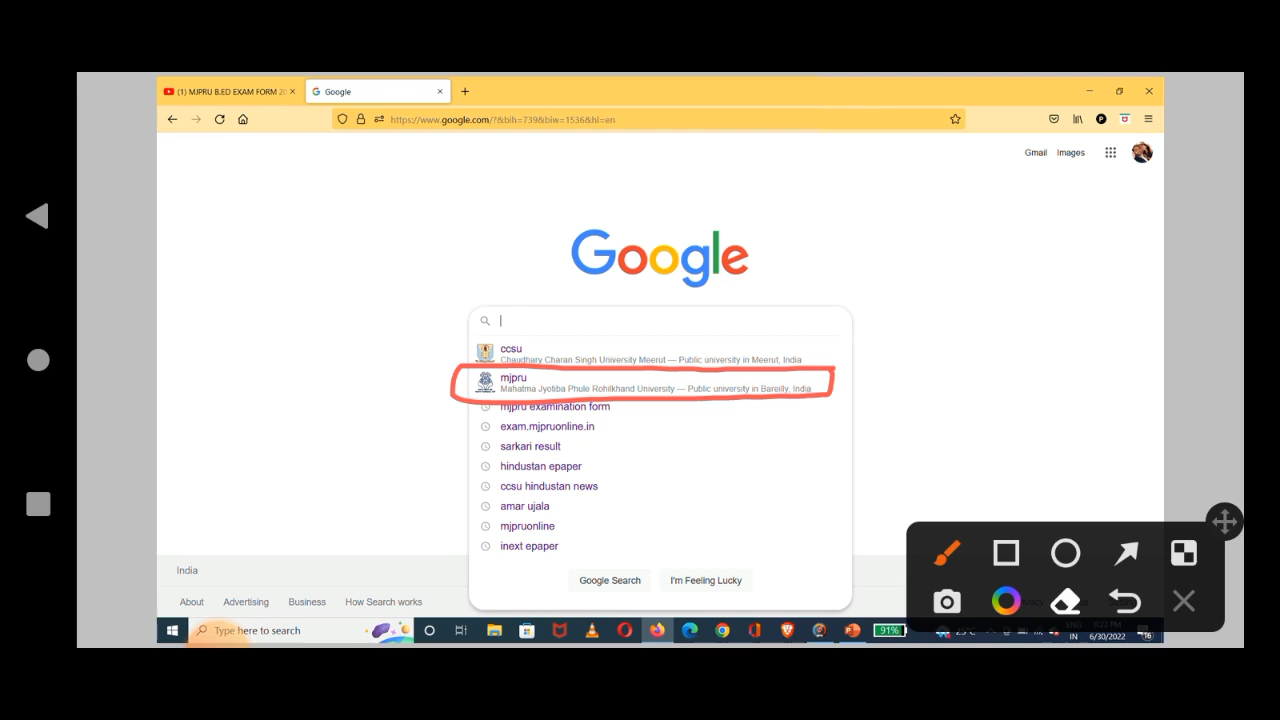 (1) MJPRU B.ED EXAM FORM 20
Google
https://www.google.com/?&bih=739&biw=1536&hl=en
Gmail Images
Google
ccsu
Chaudhary Charan Singh University Meerut — Public university in Meerut, India
mjpru
Mahatma Jyotiba Phule Rohilkhand University — Public university in Bareilly, India
mjpru examination form
exam.mjpruonline.in
sarkari result
hindustan epaper
ccsu hindustan news
amar ujala
mjpruonline
inext epaper
Google Search I'm Feeling Lucky
India
About Advertising Business How Search works
Type here to search
91%
ENG
IN
6/30/2022
16